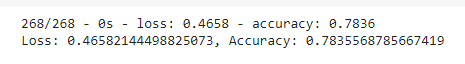 268/268 - 0s - loss: 0.4658 - accuracy: 0.7836
Loss: 0.46582144498825073, Accuracy: 0.7835568785667419